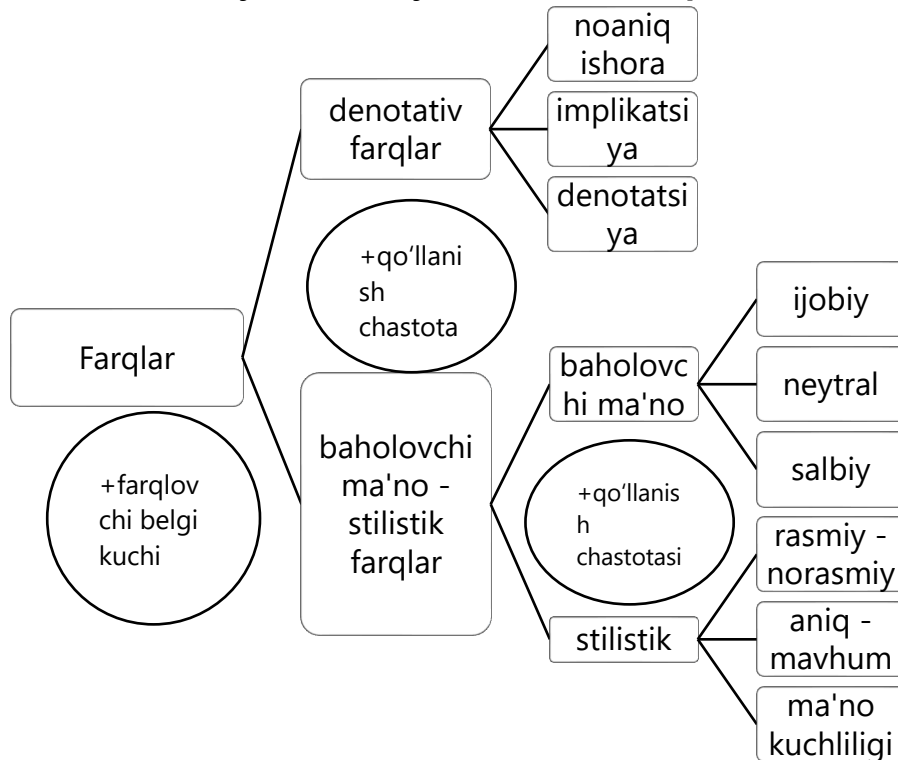 noaniq
ishora
denotativ
farqlar
implikatsi
ya
denotatsi
ya
+qo‘llani
sh
chastota
Farqlar
+farqlov
chi belgi
kuchi
baholovchi
ma'no -
stilistik
farqlar
baholovc
hi ma'no
ijobiy
neytral
salbiy
+qo‘llanis
h
chastotasi
stilistik
rasmiy -
norasmiy
aniq -
mavhum
ma'no
kuchliligi